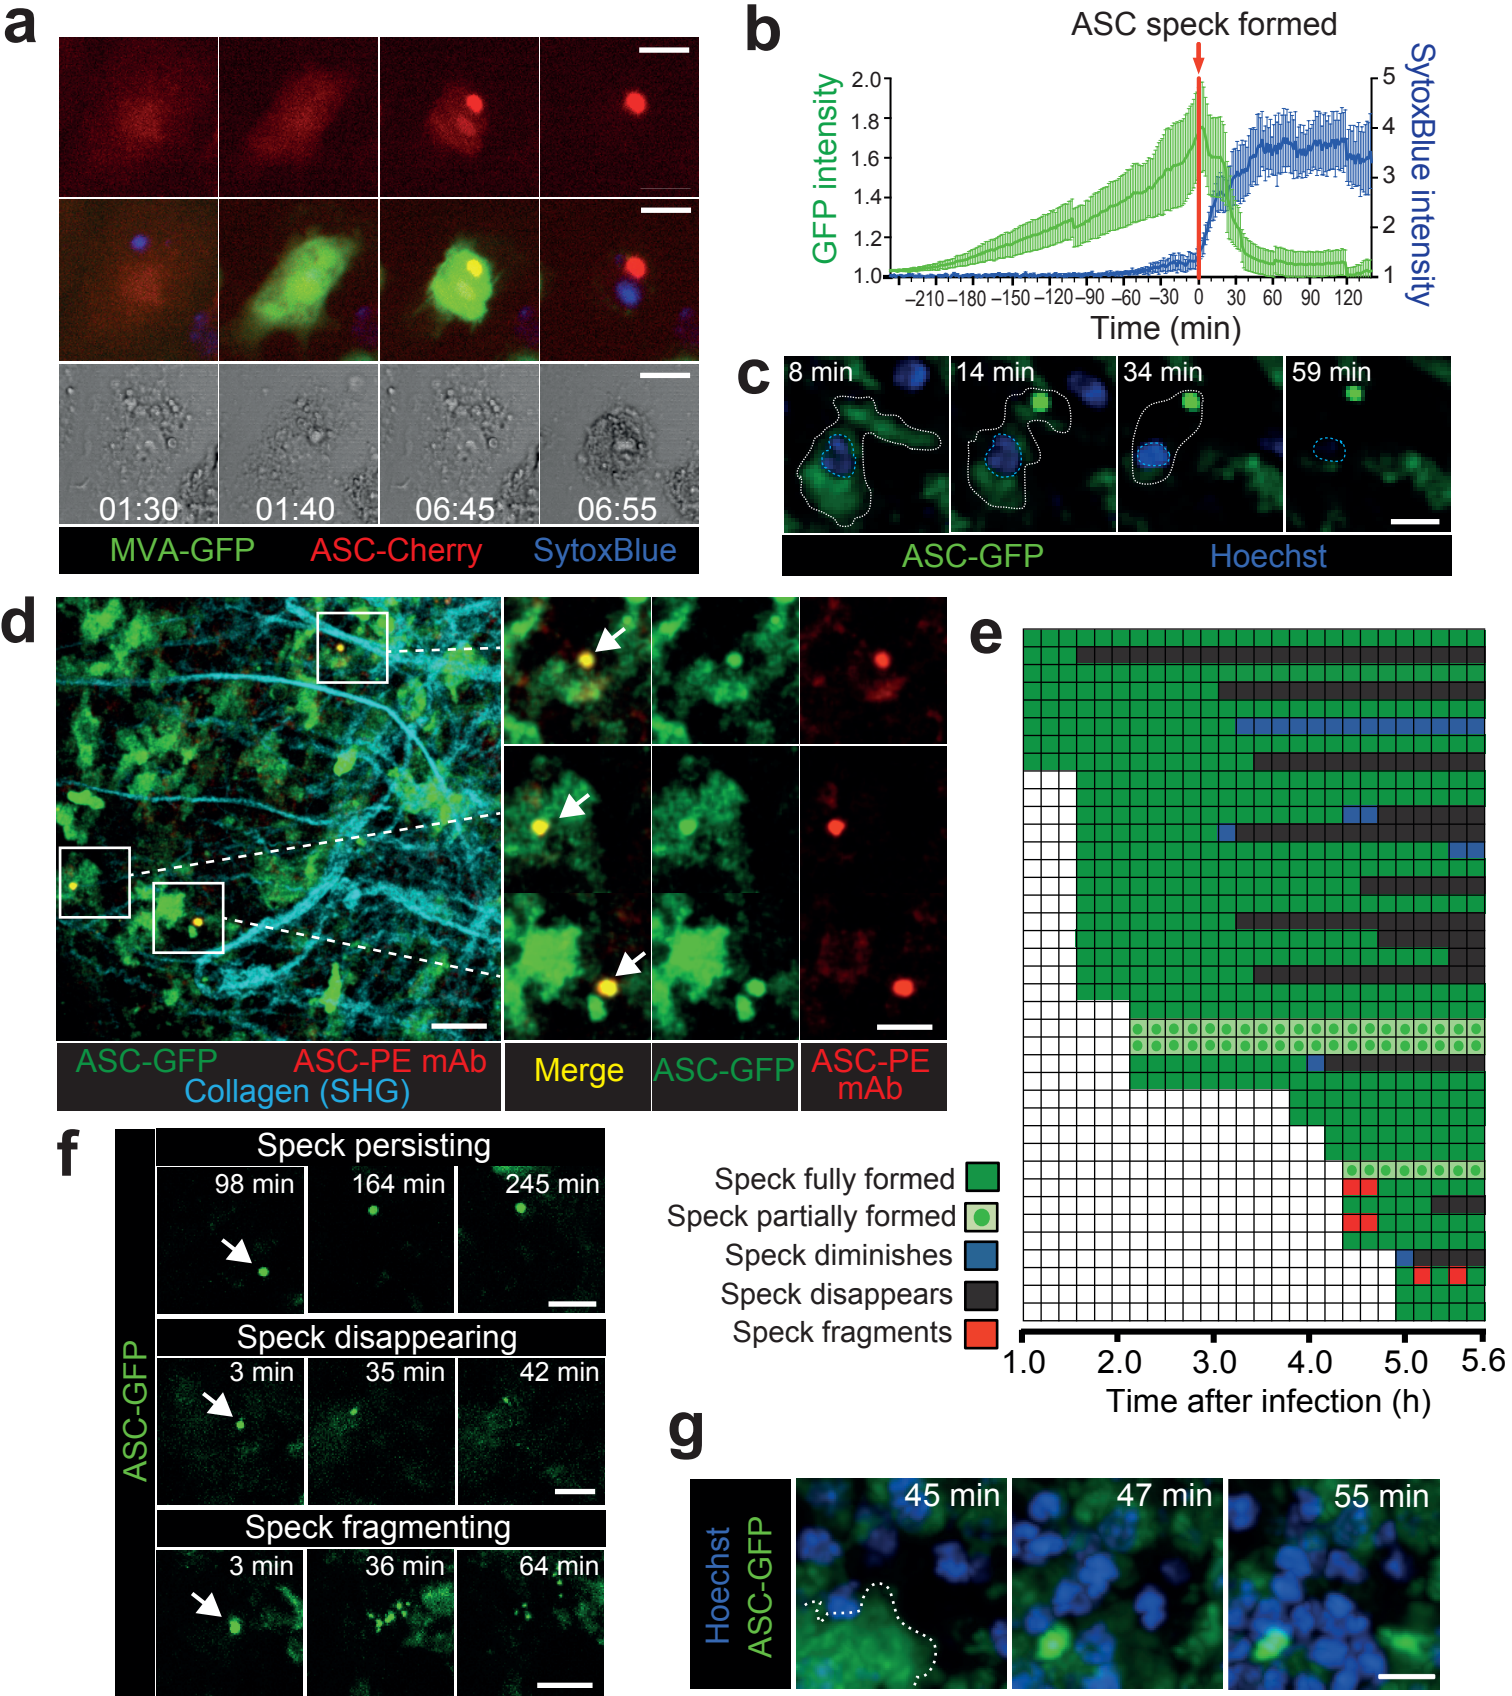 a
01:30 01:40 06:45 06:55
MVA-GFP ASC-Cherry SytoxBlue
b
ASC speck formed
GFP intensity
2.0
1.8
1.6
1.4
1.2
1.0
5
4
3
2
1
SytoxBlue intensity
–210 –180 –150 –120 –90 –60 –30 0 30 60 90 120
Time (min)
c
8 min 14 min 34 min 59 min
ASC-GFP Hoechst
d
ASC-GFP ASC-PE mAb
Collagen (SHG)
Merge ASC-GFP ASC-PE
mAb
e
Speck fully formed
Speck partially formed
Speck diminishes
Speck disappears
Speck fragments
1.0 2.0 3.0 4.0 5.0 5.6
Time after infection (h)
f
ASC-GFP
Speck persisting
98 min 164 min 245 min
Speck disappearing
3 min 35 min 42 min
Speck fragmenting
3 min 36 min 64 min
g
Hoechst
ASC-GFP
45 min 47 min 55 min